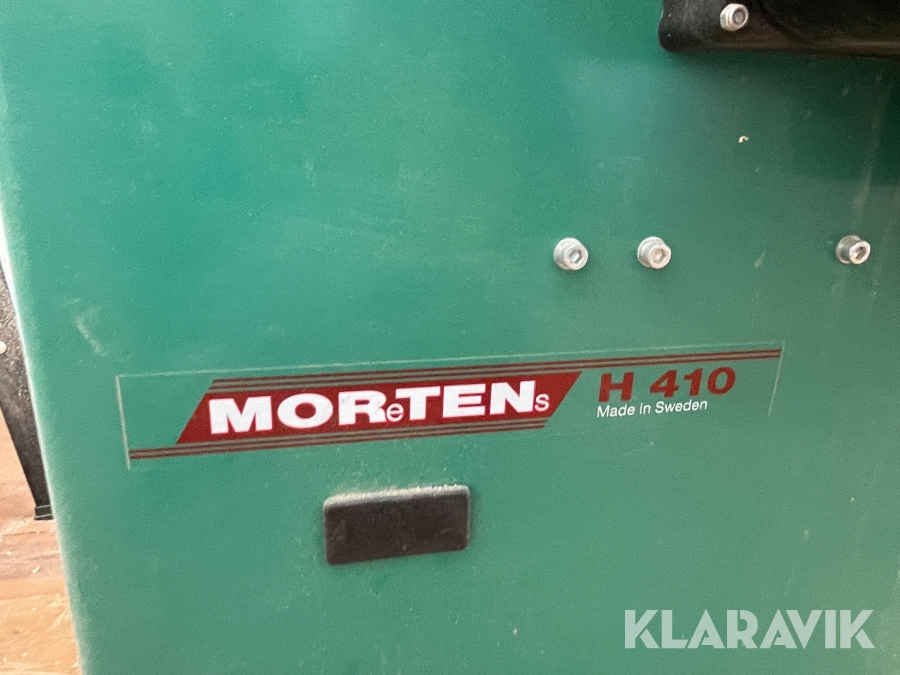 MOReTENs H 410
Made in Sweden
KLARAVIK